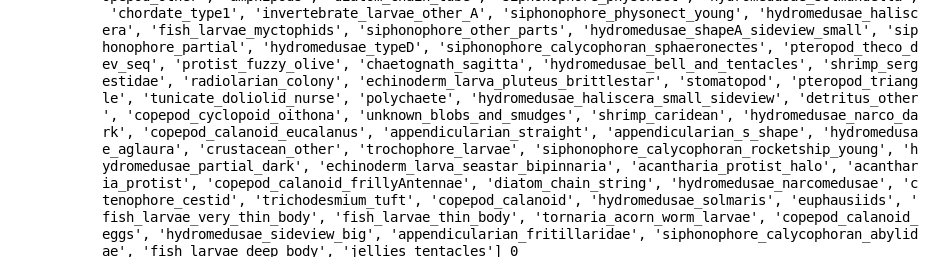 'chordate_type1', 'invertebrate_larvae_other_A', 'siphonophore_physonect_young', 'hydromedusae_halisc
era', 'fish_larvae_myctophids', 'siphonophore_other_parts', 'hydromedusae_shapeA_sideview_small', 'sip
honophore_partial', 'hydromedusae_typeD', 'siphonophore_calycophoran_sphaeronectes', 'pteropod_theco_d
ev_seq', 'protist_fuzzy_olive', 'chaetognath_sagitta', 'hydromedusae_bell_and_tentacles', 'shrimp_serg
estidae', 'radiolarian_colony', 'echinoderm_larva_pluteus_brittlestar', 'stomatopod', 'pteropod_triang
le', 'tunicate_doliolid_nurse', 'polychaete', 'hydromedusae_haliscera_small_sideview', 'detritus_other
', 'copepod_cyclopoid_oithona', 'unknown_blobs_and_smudges', 'shrimp_caridean', 'hydromedusae_narco_da
rk', 'copepod_calanoid_eucalanus', 'appendicularian_straight', 'appendicularian_s_shape', 'hydromedusa
e_aglaura', 'crustacean_other', 'trochophore_larvae', 'siphonophore_calycophoran_rocketship_young', 'h
ydromedusae_partial_dark', 'echinoderm_larva_seastar_bipinnaria', 'acantharia_protist_halo', 'acanthar
ia_protist', 'copepod_calanoid_frillyAntennae', 'diatom_chain_string', 'hydromedusae_narcomedusae', 'c
tenophore_cestid', 'trichodesmium_tuft', 'copepod_calanoid', 'hydromedusae_solmaris', 'euphausiids', '
fish_larvae_very_thin_body', 'fish_larvae_thin_body', 'tornaria_acorn_worm_larvae', 'copepod_calanoid_
eggs', 'hydromedusae_sideview_big', 'appendicularian_fritillaridae', 'siphonophore_calycophoran_abylid
ae', 'fish_larvae_deep_body', 'jellies_tentacles'] 0